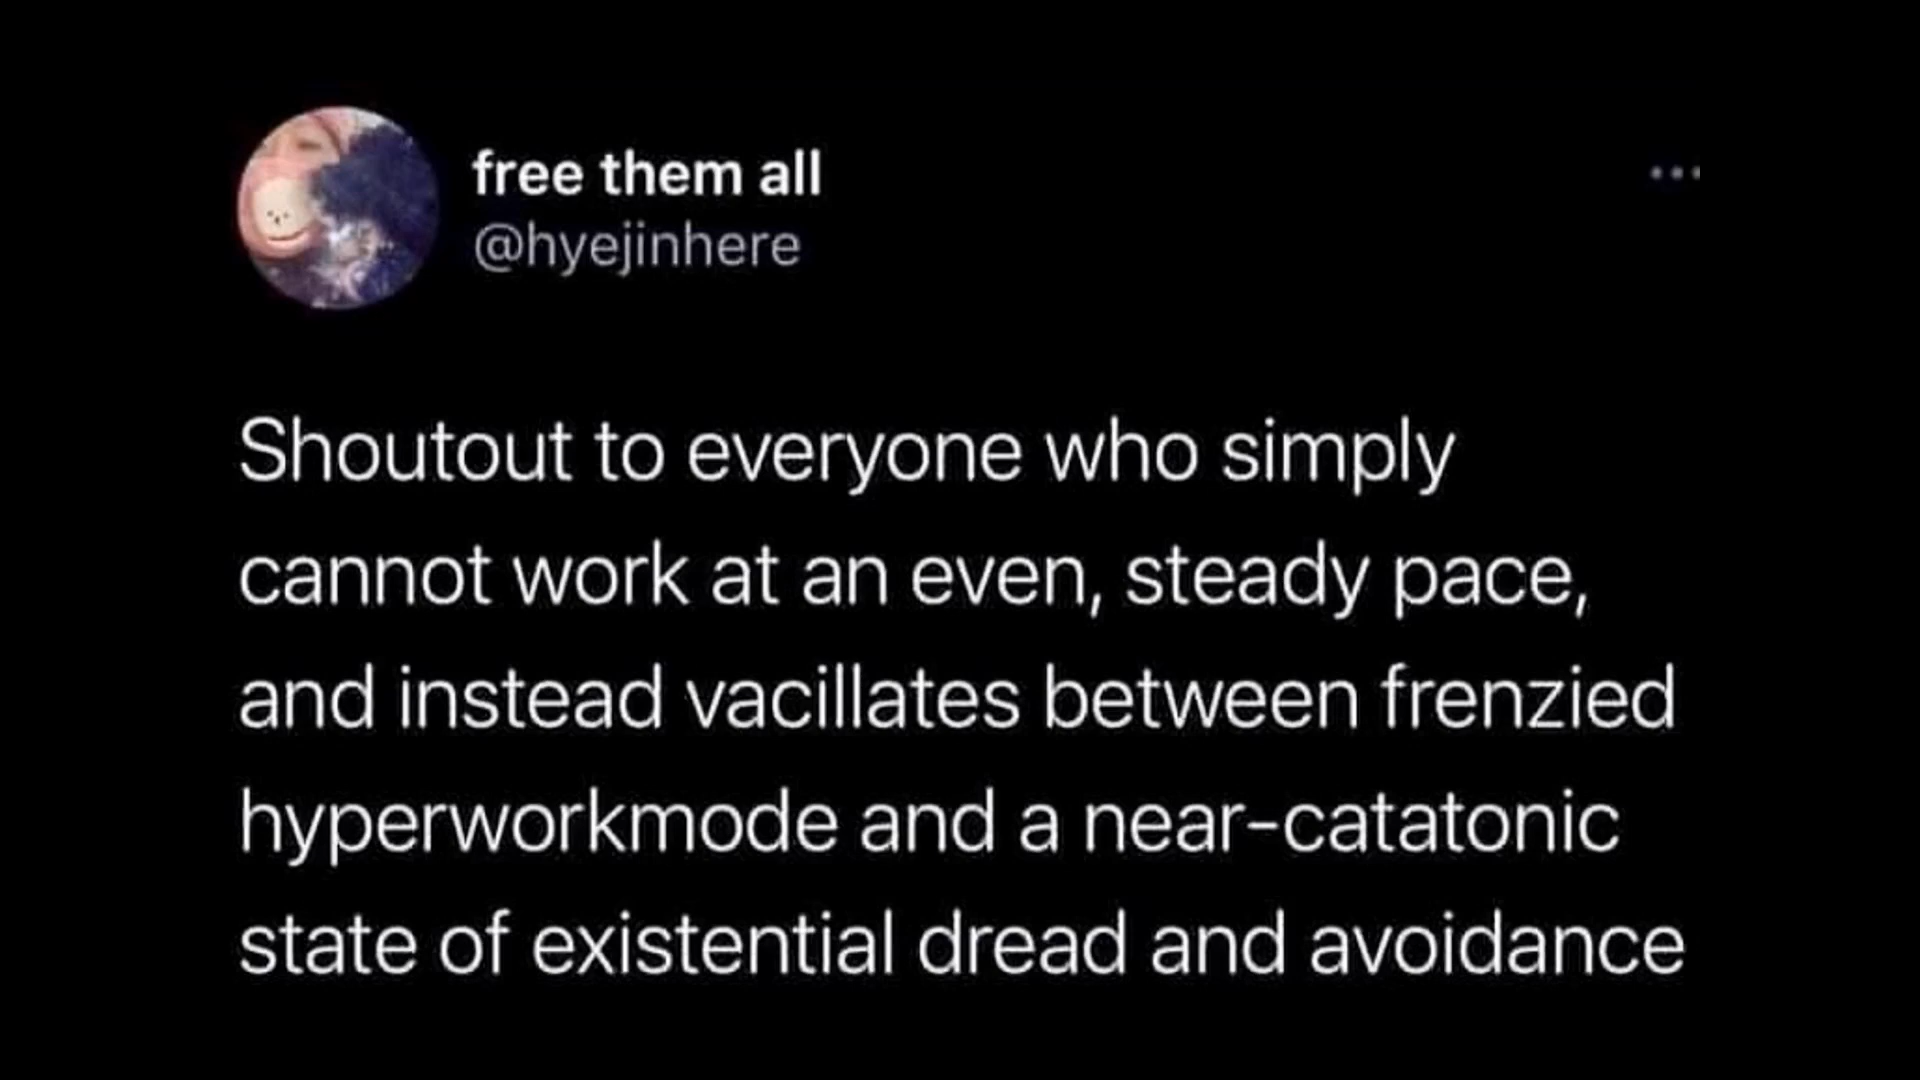 free them all
@hyejinhere
Shoutout to everyone who simply
cannot work at an even, steady pace,
and instead vacillates between frenzied
hyperworkmode and a near-catatonic
state of existential dread and avoidance